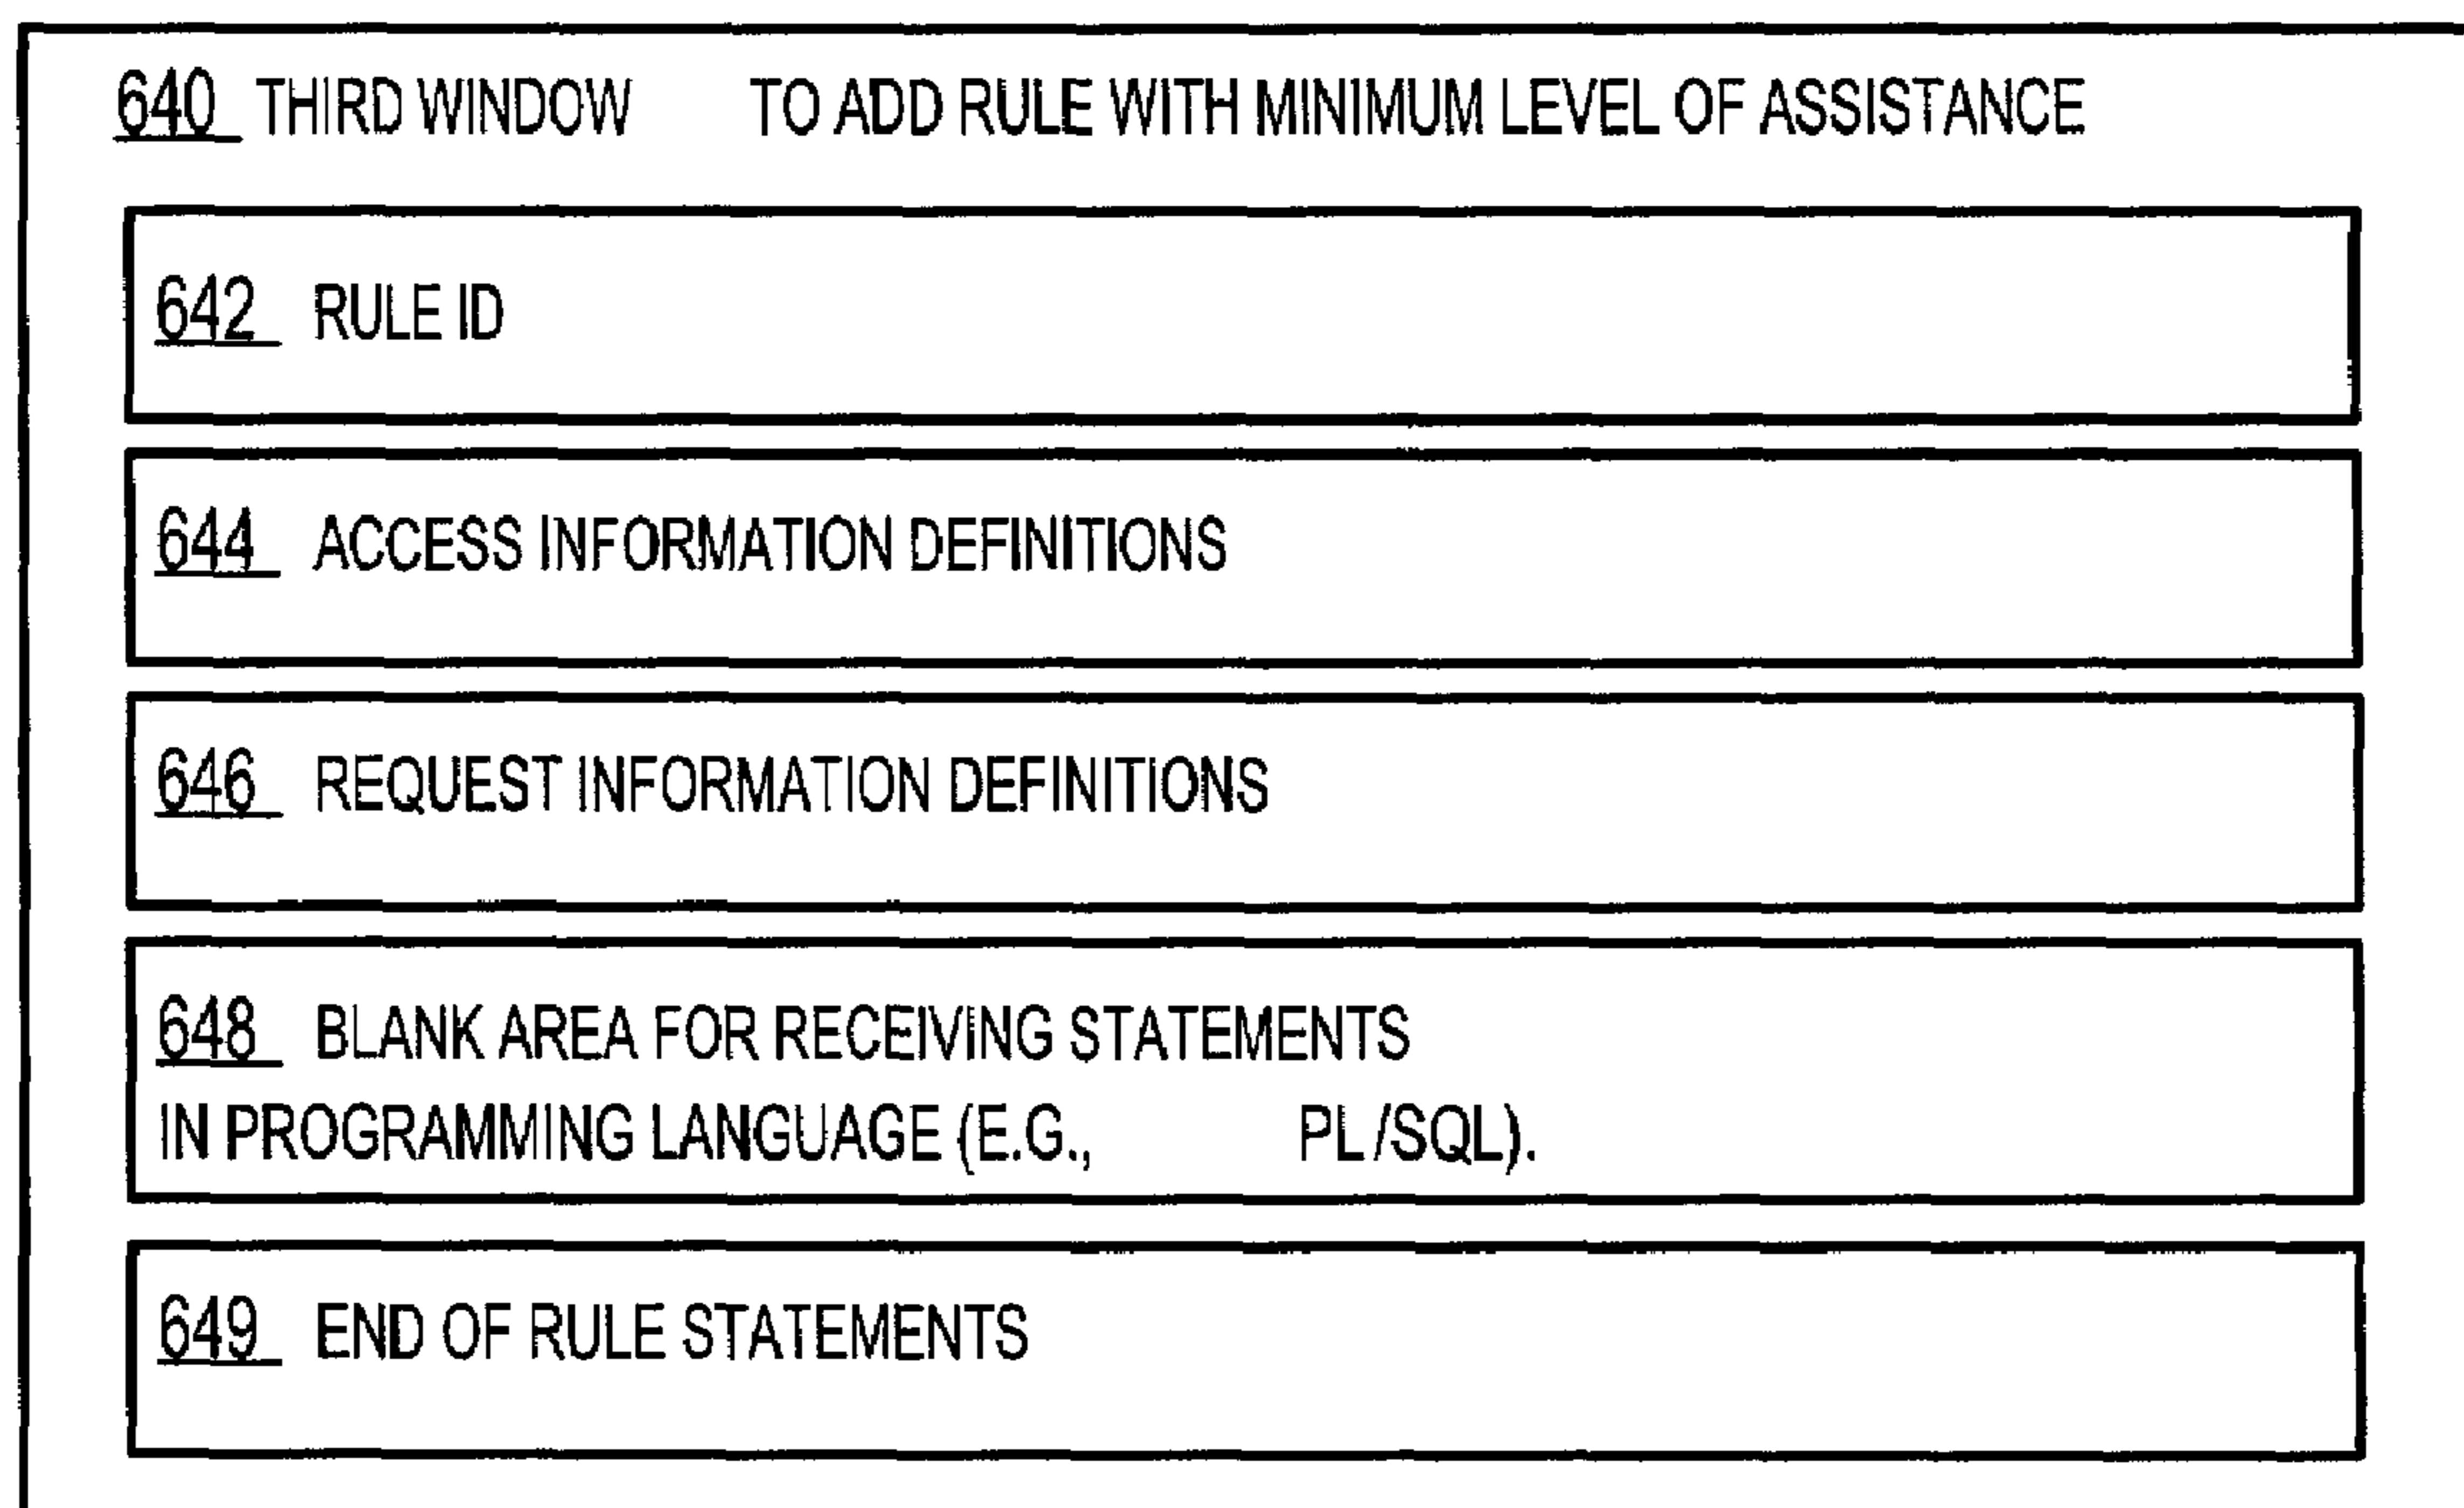 640 THIRD WINDOW TO ADD RULE WITH MINIMUM LEVEL OF ASSISTANCE
642 RULE ID
644 ACCESS INFORMATION DEFINITIONS
646 REQUEST INFORMATION DEFINITIONS
648 BLANK AREA FOR RECEIVING STATEMENTS
IN PROGRAMMING LANGUAGE (E.G., PL/SQL).
649 END OF RULE STATEMENTS